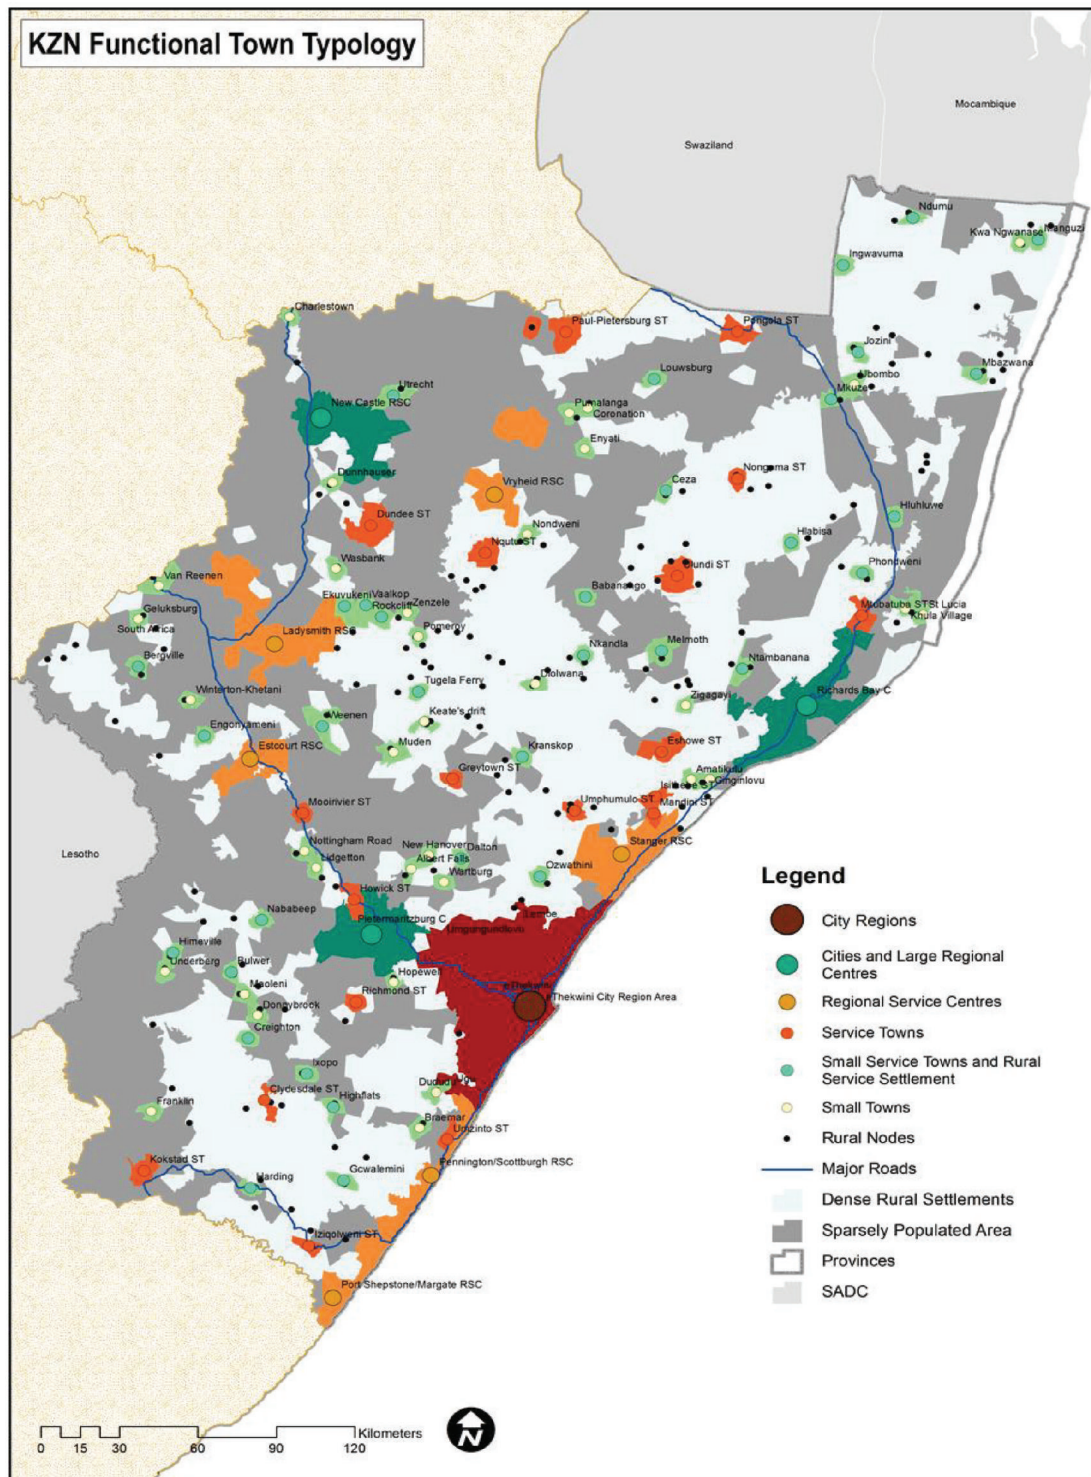 KZN Functional Town Typology
Mocambique
Swaziland
Ndumu
Kwa Ngwanase
Manguzi
Ingwavuma
Charlestown
Paul-Pietersburg ST
Pongola ST
Jozini
Mbazwana
Ubombo
Louwsburg
Utrecht
Mkuze
New Castle RSC
Pumalanga
Coronation
Enyati
Dunnhauser
Nongoma ST
Ceza
Vryheid RSC
Dundee ST
Hluhluwe
Nondweni
Hlabisa
Nqutu ST
Wasbank
Phondweni
Ulundi ST
Van Reenen
Babanango
Ekuvukeni
Vaalkop
Rockcliff
Zenzele
Mtubatuba ST
St Lucia
Khula Village
Geluksburg
South Africa
Ladysmith RSC
Pomeroy
Bergville
Nkandla
Melmoth
Ntambanana
Tugela Ferry
Dlolwana
Winterton-Khetani
Zigagayi
Richards Bay C
Weenen
Keate's drift
Engonyameni
Estcourt RSC
Muden
Kranskop
Eshowe ST
Greytown ST
Amatikulu
Gingindlovu
Isithebe ST
Mandini ST
Umphumulo ST
Mooirivier ST
Stanger RSC
Nottingham Road
Lidgetton
New Hanover
Albert Falls
Dalton
Wartburg
Ozwathini
Lesotho
Howick ST
Pietermaritzburg C
Nababeep
Umgungundlovu
Himeville
Underberg
Bulwer
Hopewell
Richmond ST
eThekwini
eThekwini City Region Area
Donnybrock
Creighton
Ixopo
Clydesdale ST
Highflats
Dududu
Franklin
Braemar
Umzinto ST
Kokstad ST
Harding
Gcwalemini
Pennington/Scottburgh RSC
Iziqolweni ST
Port Shepstone/Margate RSC
Legend
City Regions
Cities and Large Regional
Centres
Regional Service Centres
Service Towns
Small Service Towns and Rural
Service Settlement
Small Towns
Rural Nodes
Major Roads
Dense Rural Settlements
Sparsely Populated Area
Provinces
SADC
Kilometers
0 15 30 60 90 120
N